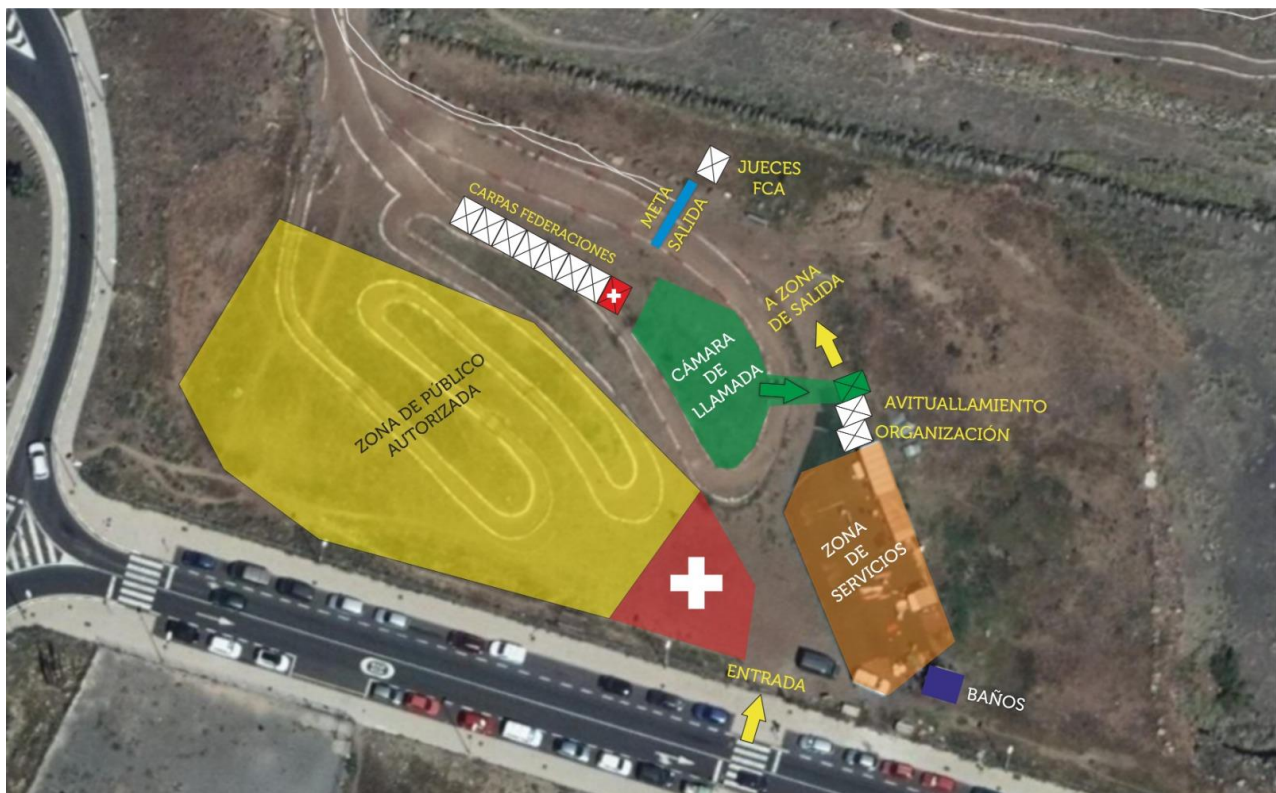 JUECES
FCA
META
SALIDA
CARPAS FEDERACIONES
A ZONA
DE SALIDA
CÁMARA
DE
LLAMADA
ZONA DE PÚBLICO
AUTORIZADA
AVITUALLAMIENTO
ORGANIZACIÓN
ZONA
DE
SERVICIOS
ENTRADA
BAÑOS